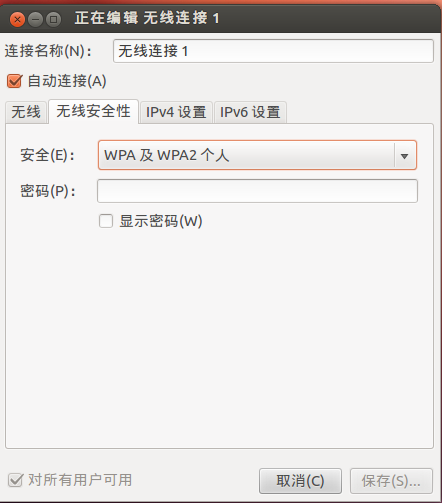 正在编辑 无线连接 1
连接名称(N)： 无线连接 1
自动连接(A)
无线 无线安全性 IPv4 设置 IPv6 设置
安全(E)： WPA 及 WPA2 个人
密码(P)：
显示密码(W)
对所有用户可用 取消(C) 保存(S)...